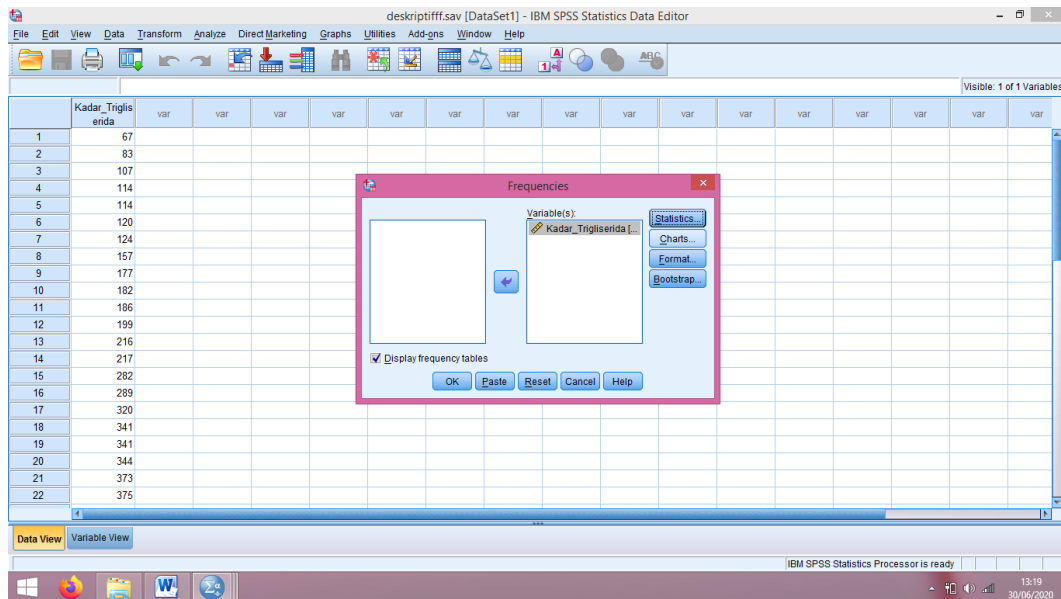 deskriptifff.sav [DataSet1] - IBM SPSS Statistics Data Editor
File Edit View Data Transform Analyze Direct Marketing Graphs Utilities Add-ons Window Help
Visible: 1 of 1 Variables
Kadar_Triglis
erida var var var var var var var var var var var var var var var var
1 67
2 83
3 107
4 114
5 114
6 120
7 124
8 157
9 177
10 182
11 186
12 199
13 216
14 217
15 282
16 289
17 320
18 341
19 341
20 344
21 373
22 375
Frequencies
Variable(s):
Kadar_Trigliserida [...
Statistics...
Charts...
Format...
Bootstrap...
Display frequency tables
OK Paste Reset Cancel Help
Data View Variable View
IBM SPSS Statistics Processor is ready
13:19
30/06/2020